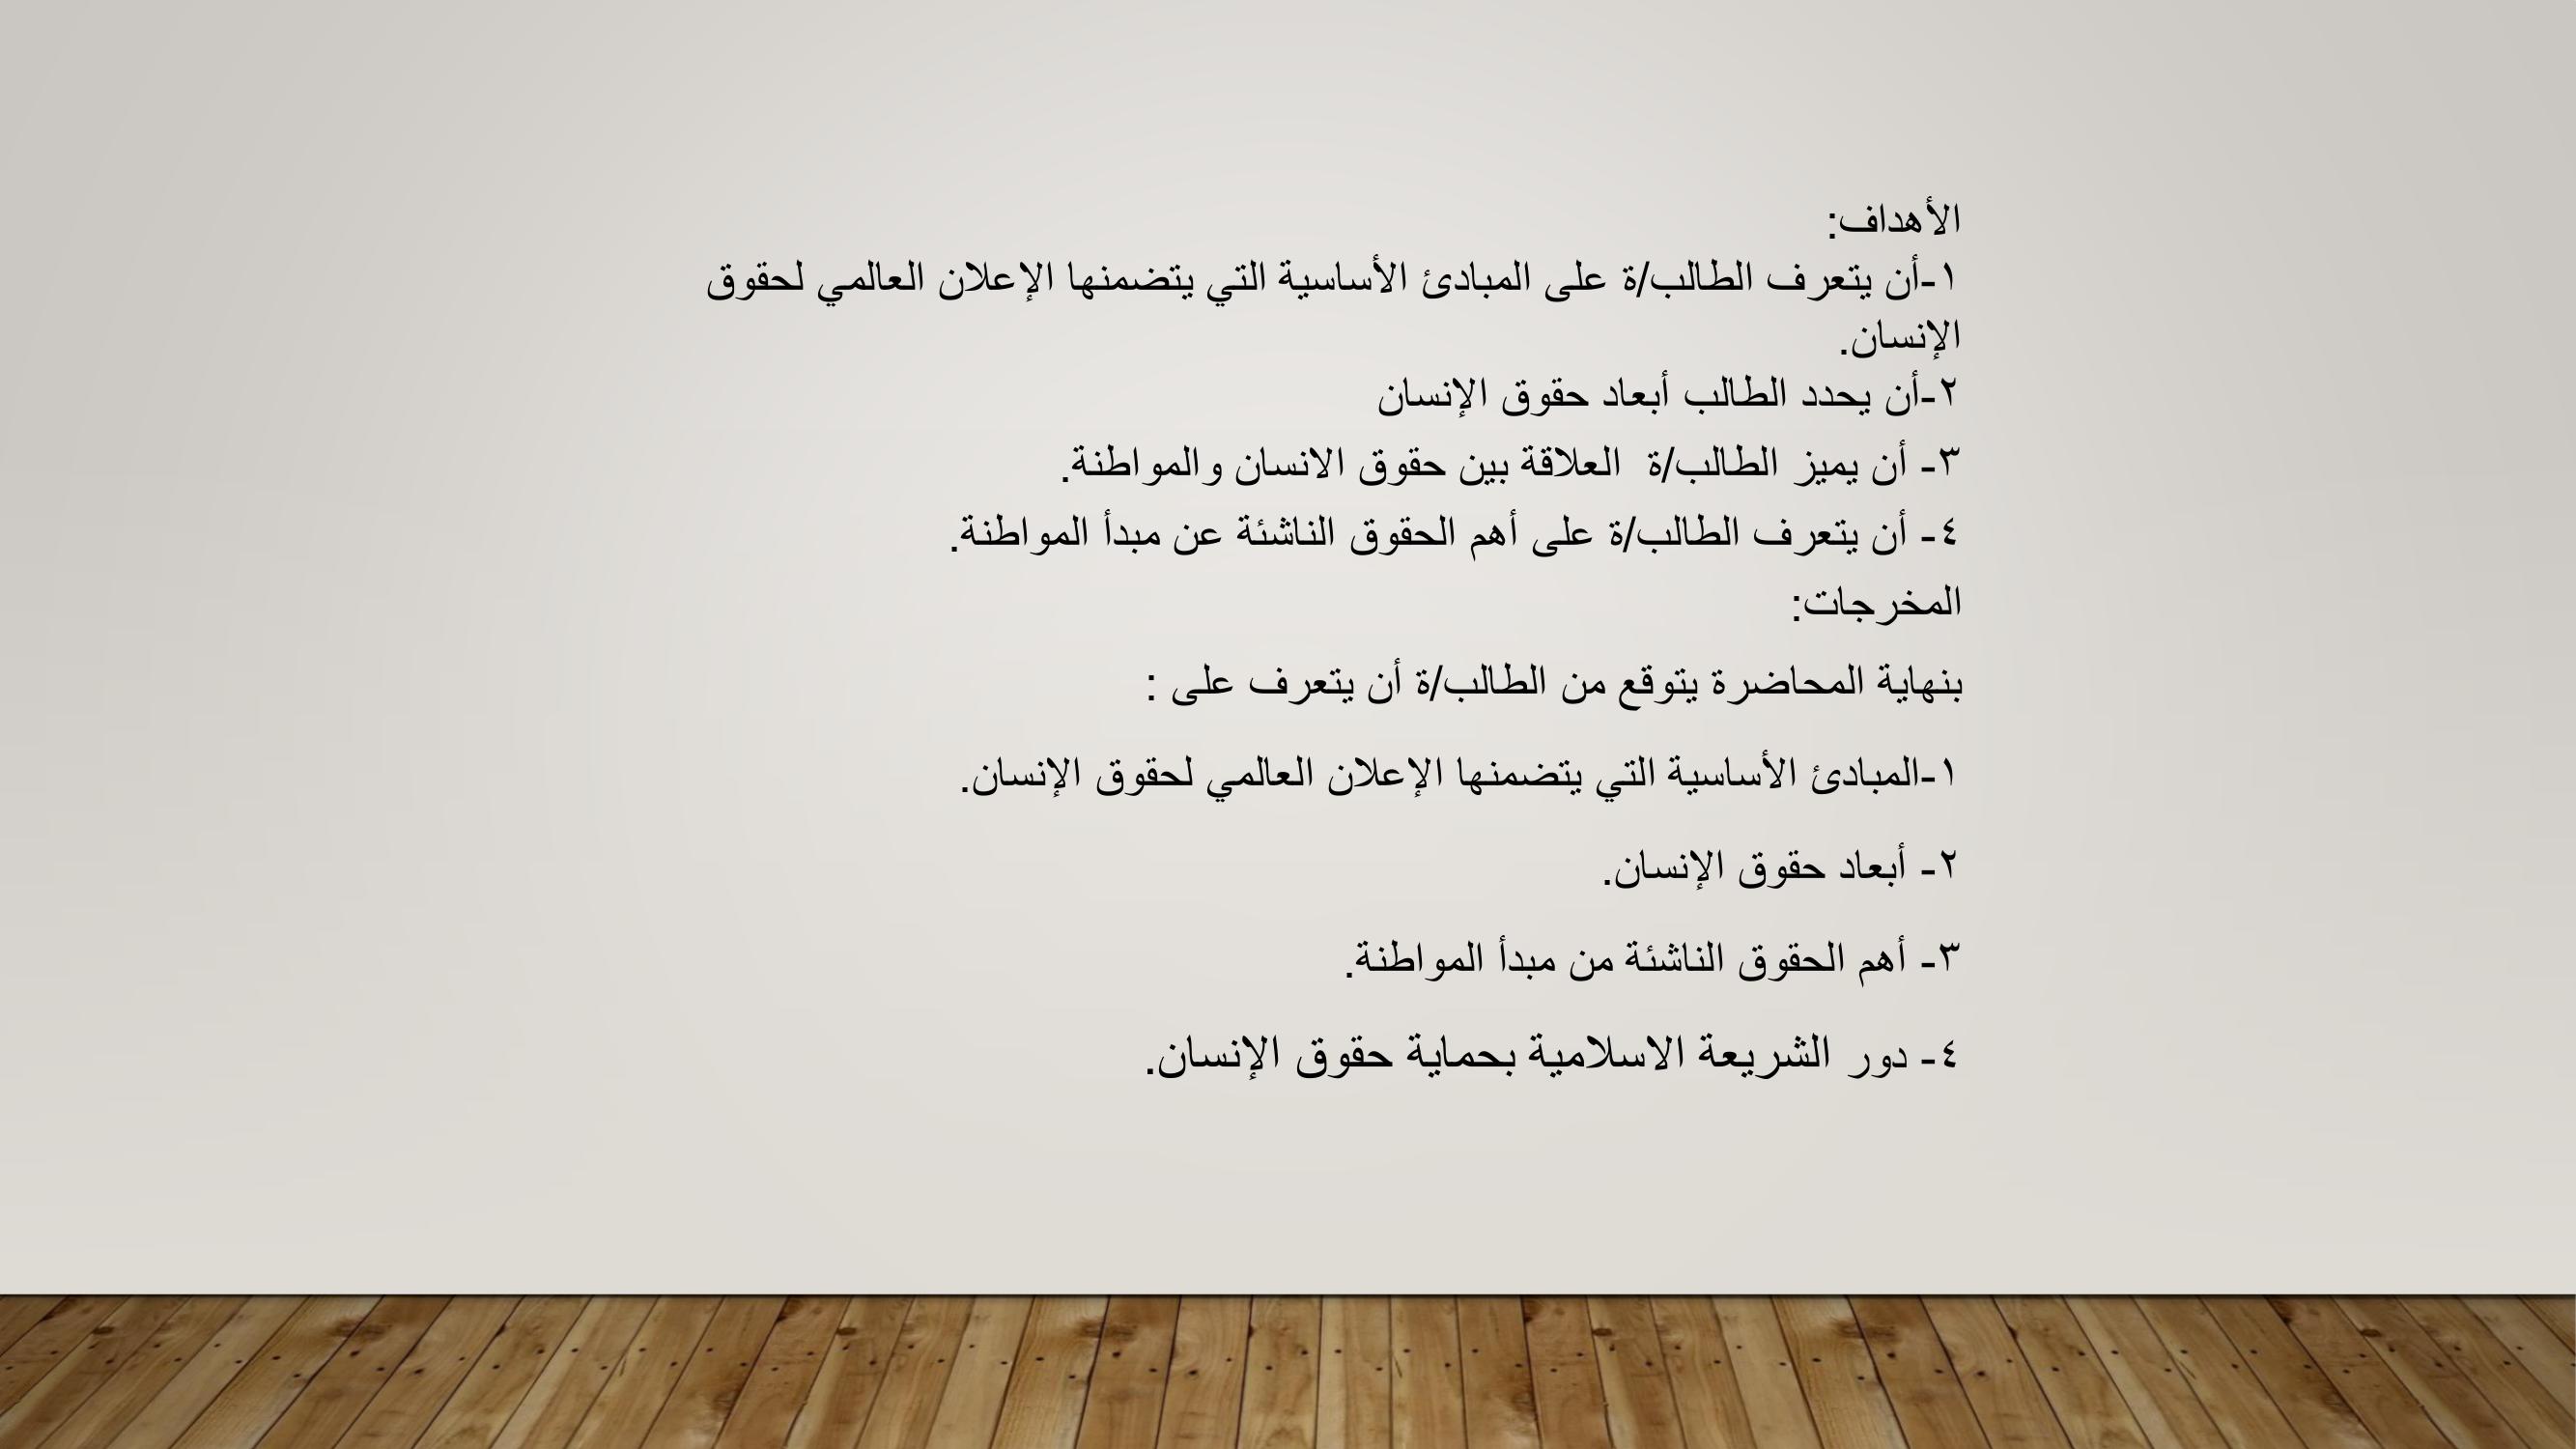 الأهداف:
١-أن يتعرف الطالب/ة على المبادئ الأساسية التي يتضمنها الإعلان العالمي لحقوق
الإنسان.
٢-أن يحدد الطالب أبعاد حقوق الإنسان
٣- أن يميز الطالب/ة  العلاقة بين حقوق الانسان والمواطنة.
٤- أن يتعرف الطالب/ة على أهم الحقوق الناشئة عن مبدأ المواطنة.
المخرجات:
بنهاية المحاضرة يتوقع من الطالب/ة أن يتعرف على :
١-المبادئ الأساسية التي يتضمنها الإعلان العالمي لحقوق الإنسان.
٢- أبعاد حقوق الإنسان.
٣- أهم الحقوق الناشئة من مبدأ المواطنة.
٤- دور الشريعة الاسلامية بحماية حقوق الإنسان.